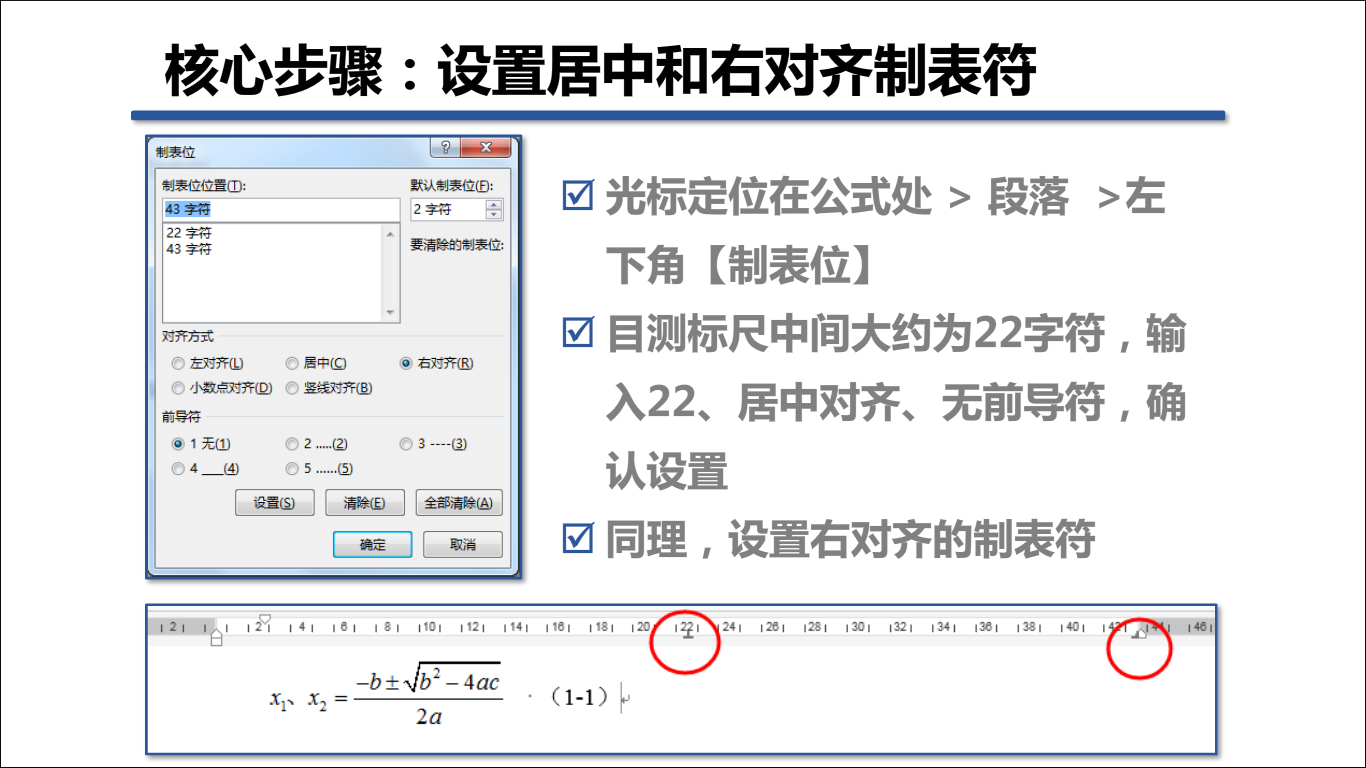 核心步骤：设置居中和右对齐制表符
制表位
制表位位置(T):
默认制表位(F):
43 字符
2 字符
22 字符
43 字符
要清除的制表位:
对齐方式
左对齐(L) 居中(C) 右对齐(R)
小数点对齐(D) 竖线对齐(B)
前导符
1 无(1) 2 .....(2) 3 ----(3)
4 ___(4) 5 ......(5)
设置(S) 清除(E) 全部清除(A)
确定 取消
光标定位在公式处 > 段落 >左
下角【制表位】
目测标尺中间大约为22字符，输
入22、居中对齐、无前导符，确
认设置
同理，设置右对齐的制表符
2 2 4 6 8 10 12 14 16 18 20 22 24 26 28 30 32 34 36 38 40 42 44 46
x₁、x₂ = (−b ± √(b² − 4ac)) / 2a （1-1）